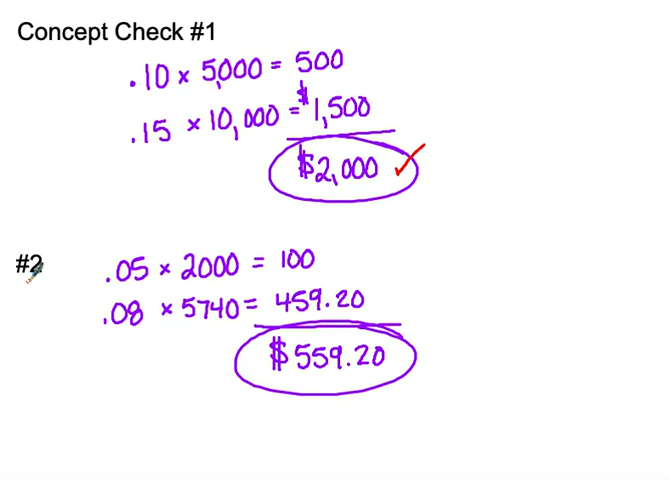 Concept Check #1
.10 × 5,000 = 500
.15 × 10,000 = $1,500
$2,000 ✓
#2
.05 × 2000 = 100
.08 × 5740 = 459.20
$559.20